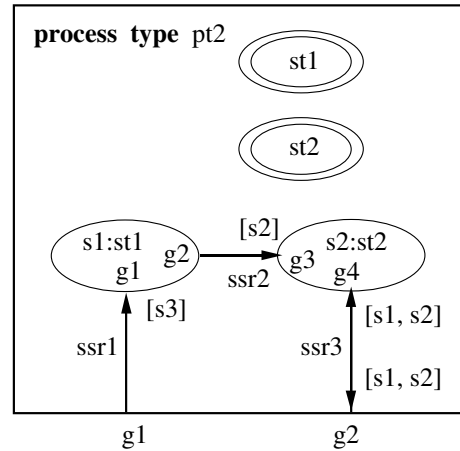 process type pt2
st1
st2
[s2]
s1:st1
g2
g1
s2:st2
g3
g4
ssr2
[s3]
[s1, s2]
ssr1
ssr3
[s1, s2]
g1
g2